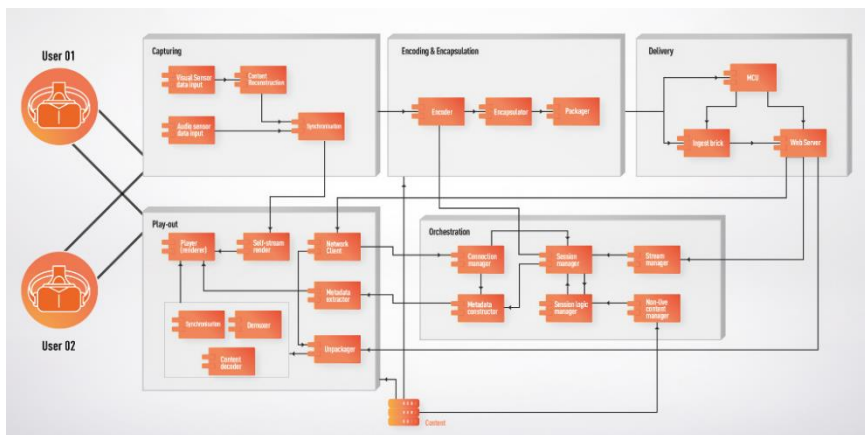 User 01
User 02
Capturing
Visual Sensor
data input
Content
Reconstruction
Audio sensor
data input
Synchronisation
Encoding & Encapsulation
Encoder
Encapsulator
Packager
Delivery
MCU
Ingest brick
Web Server
Play-out
Player
(renderer)
Self-stream
render
Network
Client
Metadata
extractor
Synchronisation
Demuxer
Content
decoder
Unpackager
Orchestration
Connection
manager
Session
manager
Stream
manager
Metadata
constructor
Session logic
manager
Non-live
content
manager
Content